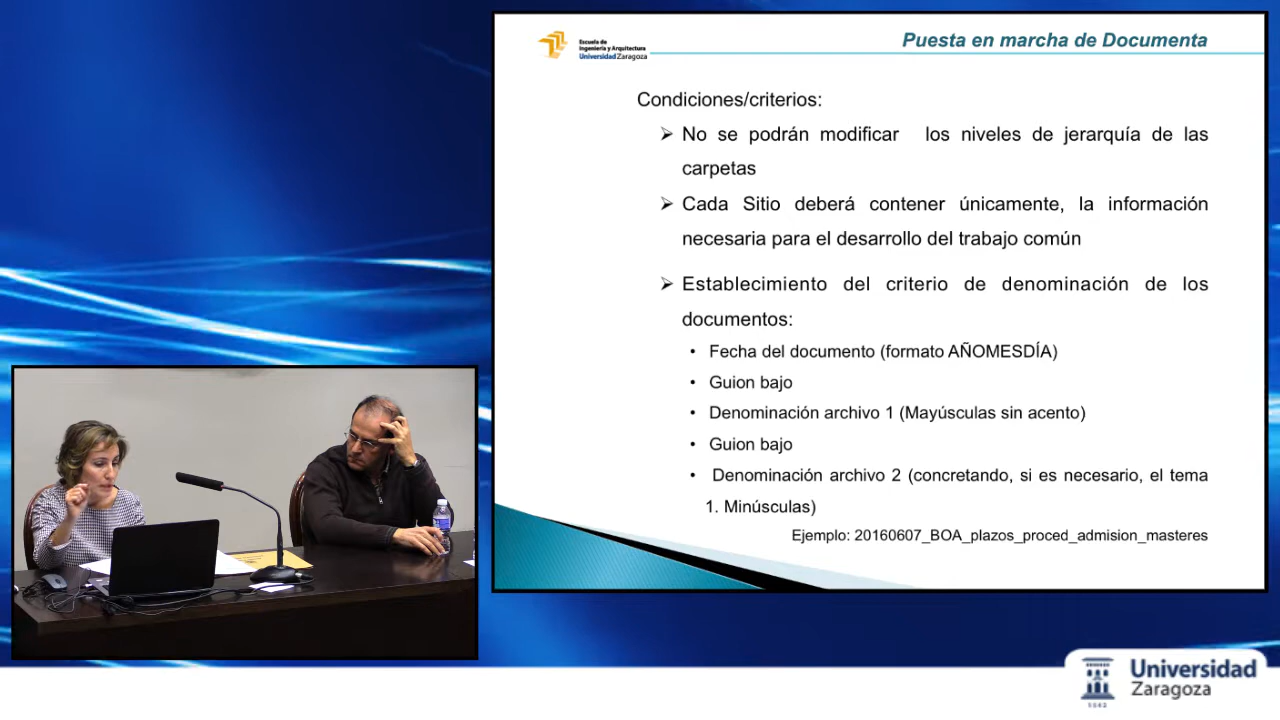 Escuela de
Ingeniería y Arquitectura
Universidad Zaragoza
Puesta en marcha de Documenta
Condiciones/criterios:
➢ No se podrán modificar los niveles de jerarquía de las
carpetas
➢ Cada Sitio deberá contener únicamente, la información
necesaria para el desarrollo del trabajo común
➢ Establecimiento del criterio de denominación de los
documentos:
• Fecha del documento (formato AÑOMESDÍA)
• Guion bajo
• Denominación archivo 1 (Mayúsculas sin acento)
• Guion bajo
• Denominación archivo 2 (concretando, si es necesario, el tema
1. Minúsculas)
Ejemplo: 20160607_BOA_plazos_proced_admision_masteres
Universidad
Zaragoza
1542